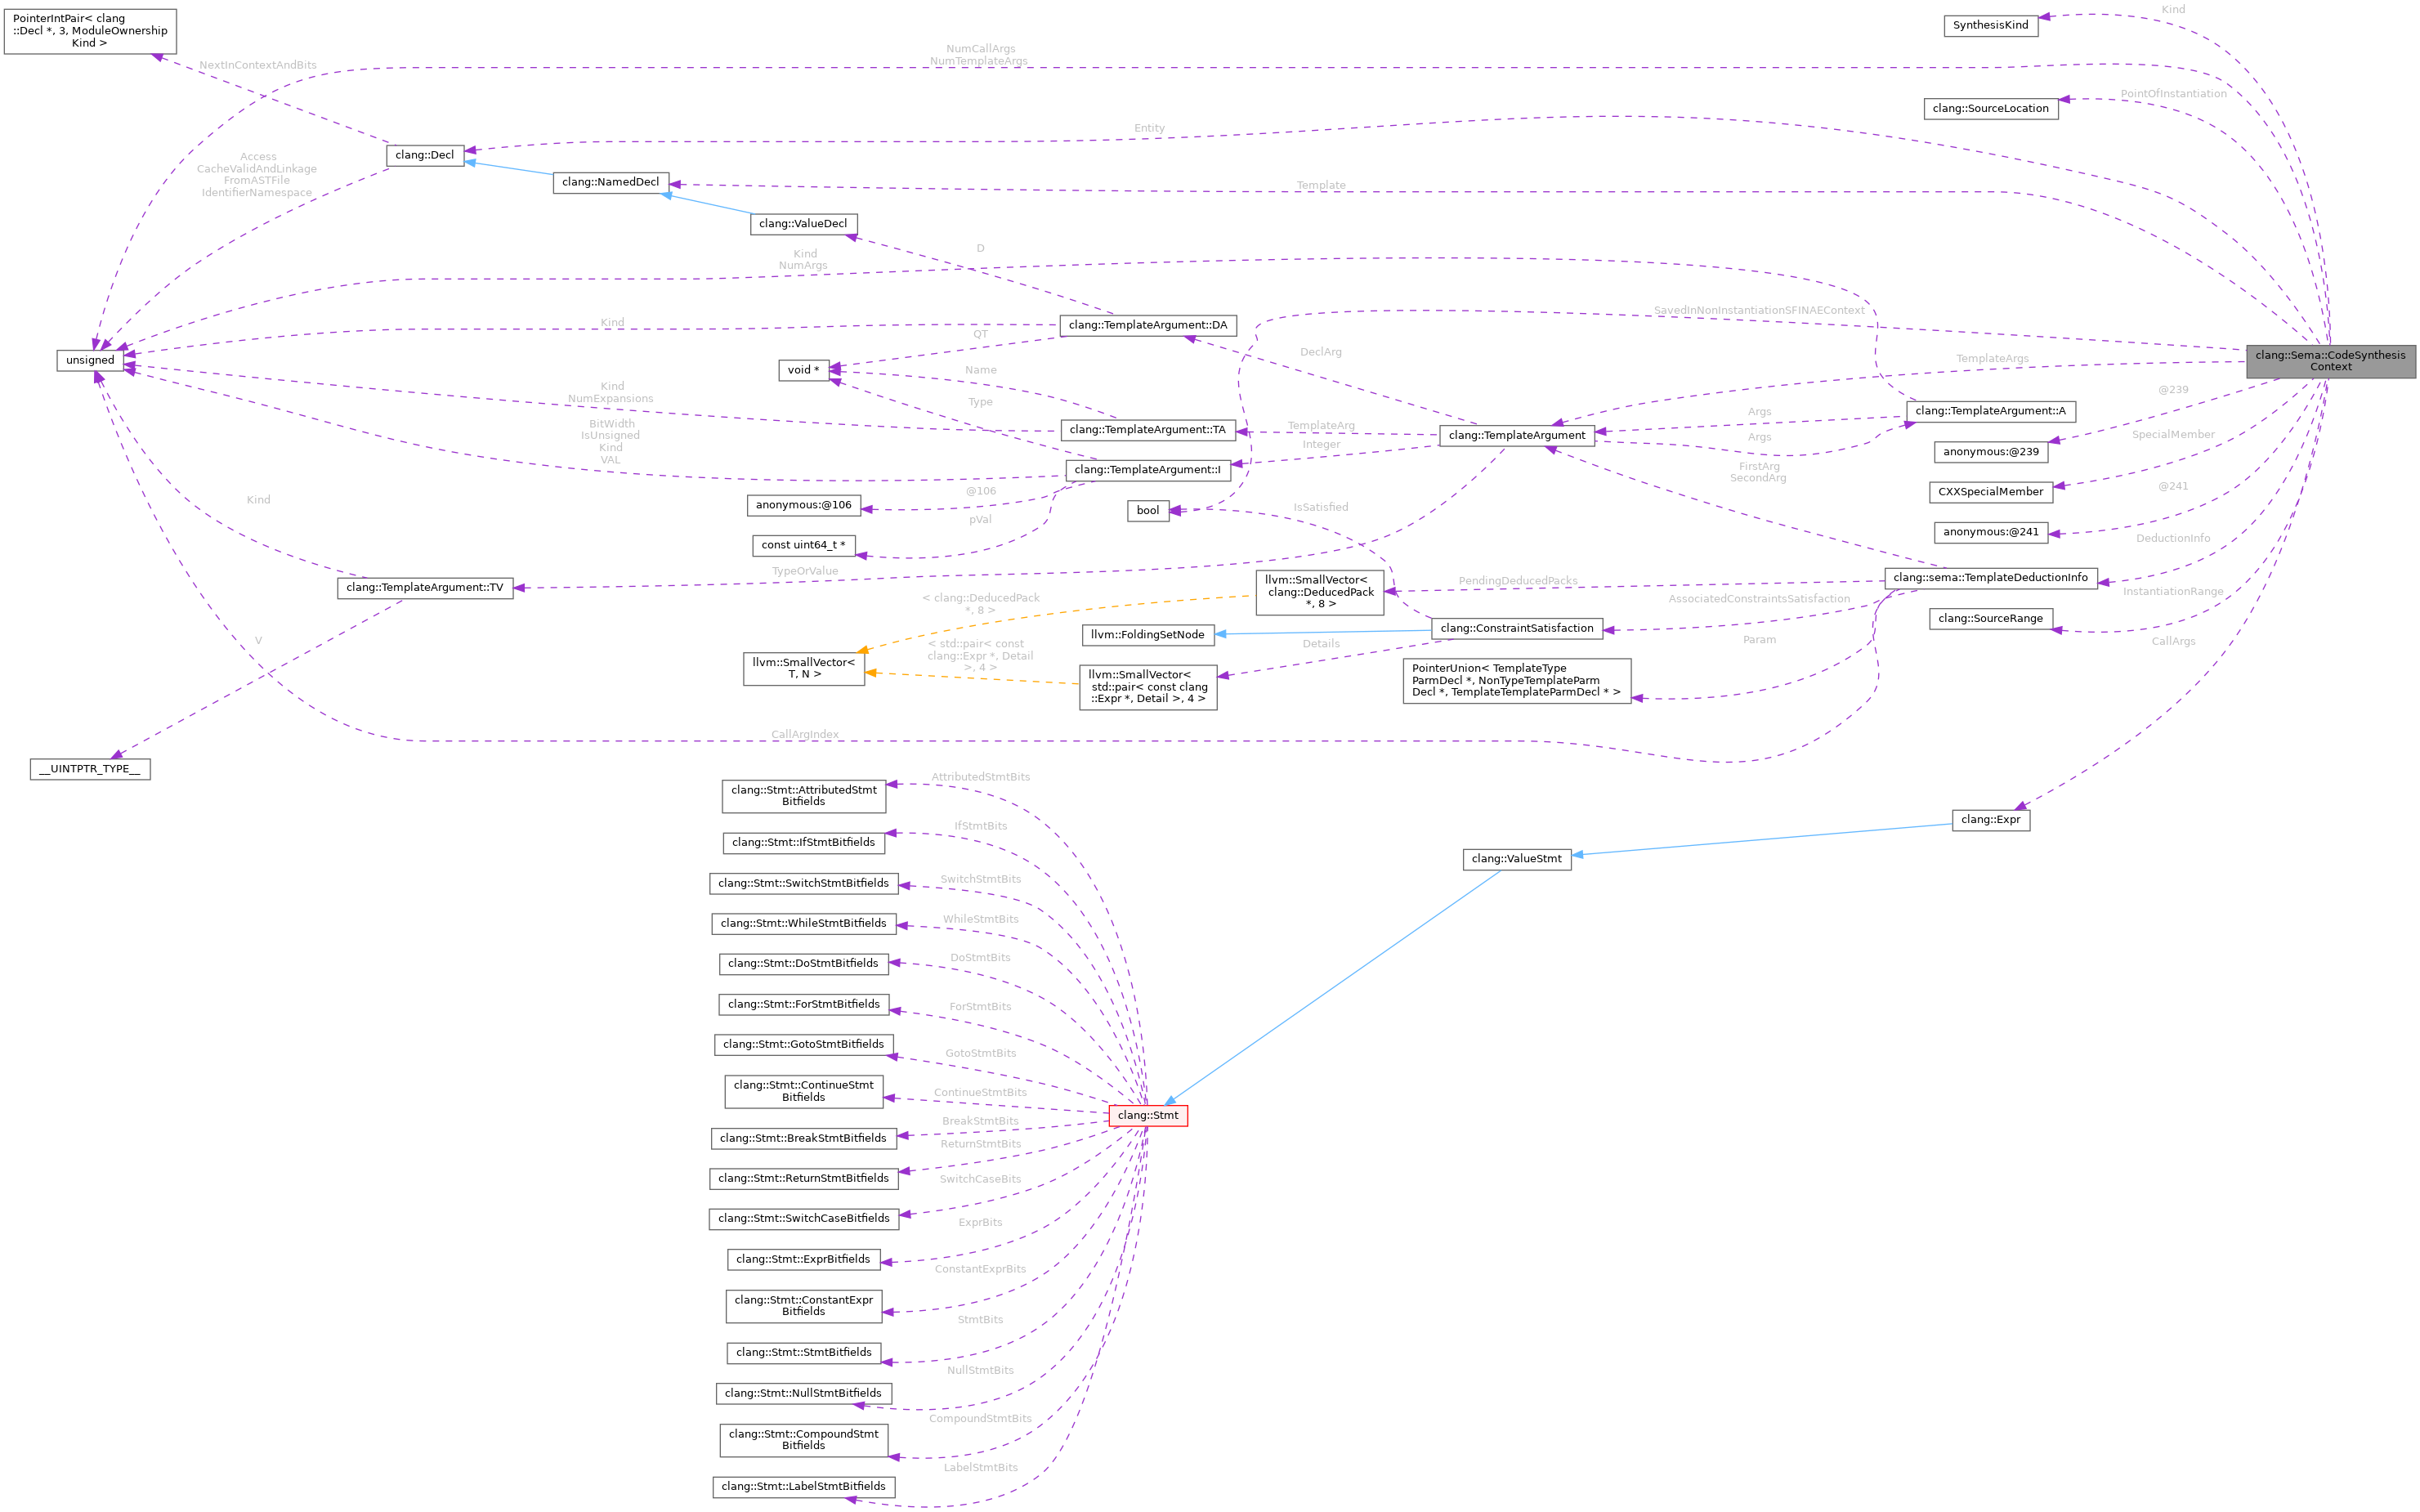 PointerIntPair< clang
::Decl *, 3, ModuleOwnership
Kind >
SynthesisKind
Kind
NumCallArgs
NumTemplateArgs
NextInContextAndBits
PointOfInstantiation
clang::SourceLocation
Entity
clang::Decl
Access
CacheValidAndLinkage
FromASTFile
IdentifierNamespace
clang::NamedDecl
Template
clang::ValueDecl
D
Kind
NumArgs
SavedInNonInstantiationSFINAEContext
Kind
clang::TemplateArgument::DA
QT
DeclArg
unsigned
void *
Name
TemplateArgs
clang::Sema::CodeSynthesis
Context
Kind
NumExpansions
Type
@239
clang::TemplateArgument::A
Args
BitWidth
IsUnsigned
Kind
VAL
clang::TemplateArgument::TA
TemplateArg
Integer
clang::TemplateArgument
Args
SpecialMember
anonymous:@239
clang::TemplateArgument::I
FirstArg
SecondArg
@106
@241
CXXSpecialMember
Kind
anonymous:@106
bool
IsSatisfied
pVal
anonymous:@241
DeductionInfo
const uint64_t *
TypeOrValue
clang::TemplateArgument::TV
llvm::SmallVector<
clang::DeducedPack
*, 8 >
PendingDeducedPacks
clang::sema::TemplateDeductionInfo
InstantiationRange
< clang::DeducedPack
*, 8 >
AssociatedConstraintsSatisfaction
clang::SourceRange
llvm::FoldingSetNode
clang::ConstraintSatisfaction
V
< std::pair< const
clang::Expr *, Detail
>, 4 >
Details
Param
CallArgs
llvm::SmallVector<
T, N >
llvm::SmallVector<
std::pair< const clang
::Expr *, Detail >, 4 >
PointerUnion< TemplateType
ParmDecl *, NonTypeTemplateParm
Decl *, TemplateTemplateParmDecl * >
CallArgIndex
__UINTPTR_TYPE__
AttributedStmtBits
clang::Stmt::AttributedStmt
Bitfields
clang::Expr
IfStmtBits
clang::Stmt::IfStmtBitfields
clang::ValueStmt
SwitchStmtBits
clang::Stmt::SwitchStmtBitfields
WhileStmtBits
clang::Stmt::WhileStmtBitfields
DoStmtBits
clang::Stmt::DoStmtBitfields
ForStmtBits
clang::Stmt::ForStmtBitfields
GotoStmtBits
clang::Stmt::GotoStmtBitfields
ContinueStmtBits
clang::Stmt::ContinueStmt
Bitfields
clang::Stmt
BreakStmtBits
clang::Stmt::BreakStmtBitfields
ReturnStmtBits
clang::Stmt::ReturnStmtBitfields
SwitchCaseBits
clang::Stmt::SwitchCaseBitfields
ExprBits
clang::Stmt::ExprBitfields
ConstantExprBits
clang::Stmt::ConstantExpr
Bitfields
StmtBits
clang::Stmt::StmtBitfields
NullStmtBits
clang::Stmt::NullStmtBitfields
CompoundStmtBits
clang::Stmt::CompoundStmt
Bitfields
LabelStmtBits
clang::Stmt::LabelStmtBitfields